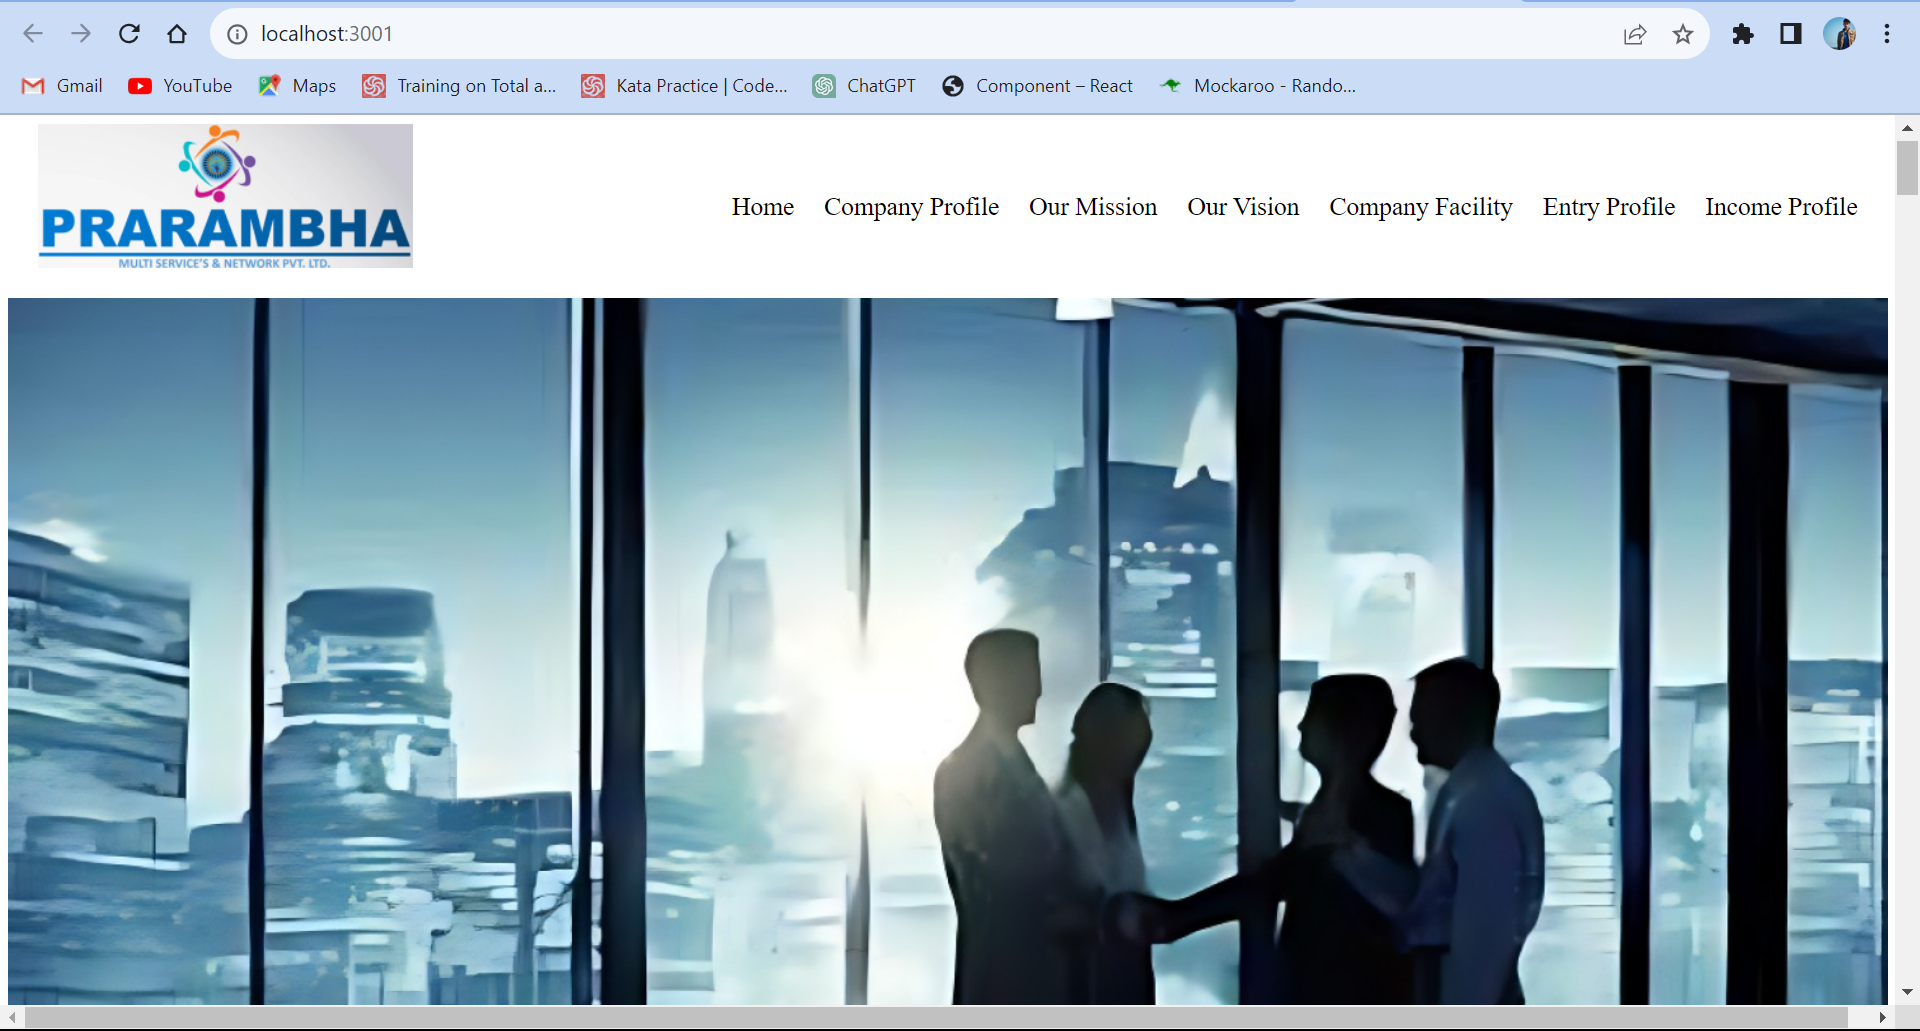 localhost:3001
Gmail YouTube Maps Training on Total a... Kata Practice | Code... ChatGPT Component – React Mockaroo - Rando...
PRARAMBHA
MULTI SERVICE'S & NETWORK PVT. LTD.
Home Company Profile Our Mission Our Vision Company Facility Entry Profile Income Profile